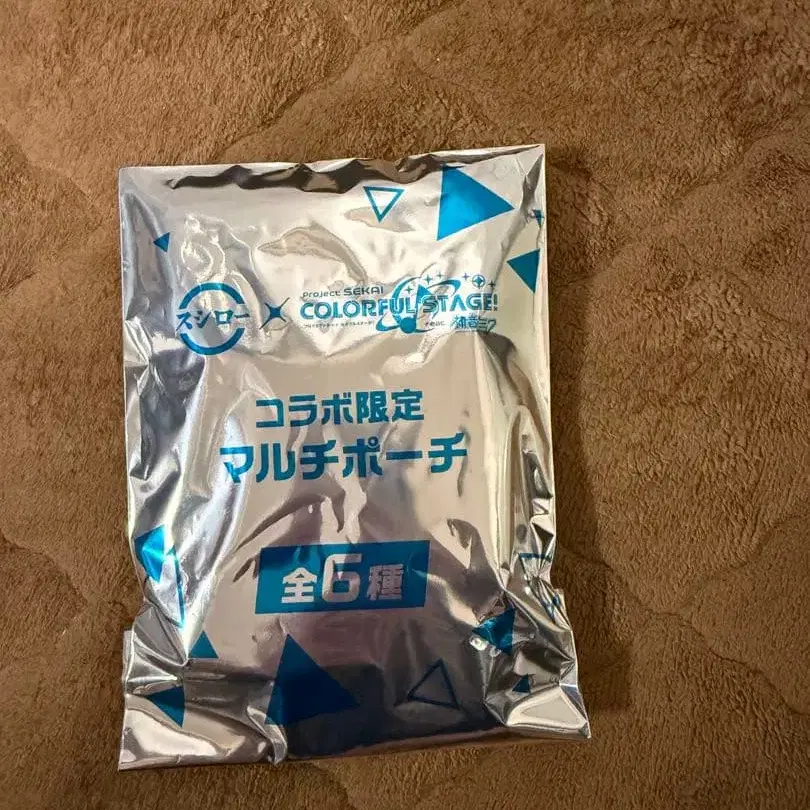 スシロー × Project SEKAI
COLORFUL STAGE!
feat. 初音ミク
コラボ限定
マルチポーチ
全6種